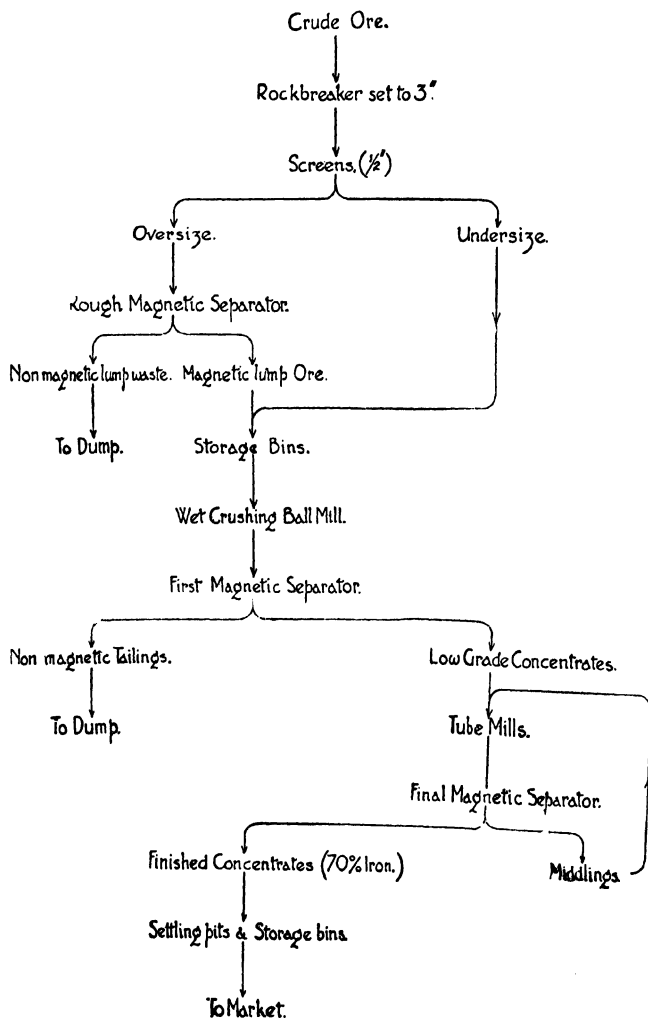 Crude Ore.
Rockbreaker set to 3".
Screens, (½")
Oversize. Undersize.
Rough Magnetic Separator.
Non magnetic lump waste. Magnetic lump Ore.
To Dump. Storage Bins.
Wet Crushing Ball Mill.
First Magnetic Separator.
Non magnetic Tailings. Low Grade Concentrates.
To Dump. Tube Mills.
Final Magnetic Separator.
Finished Concentrates (70% Iron.) Middlings.
Settling pits & Storage bins.
To Market.